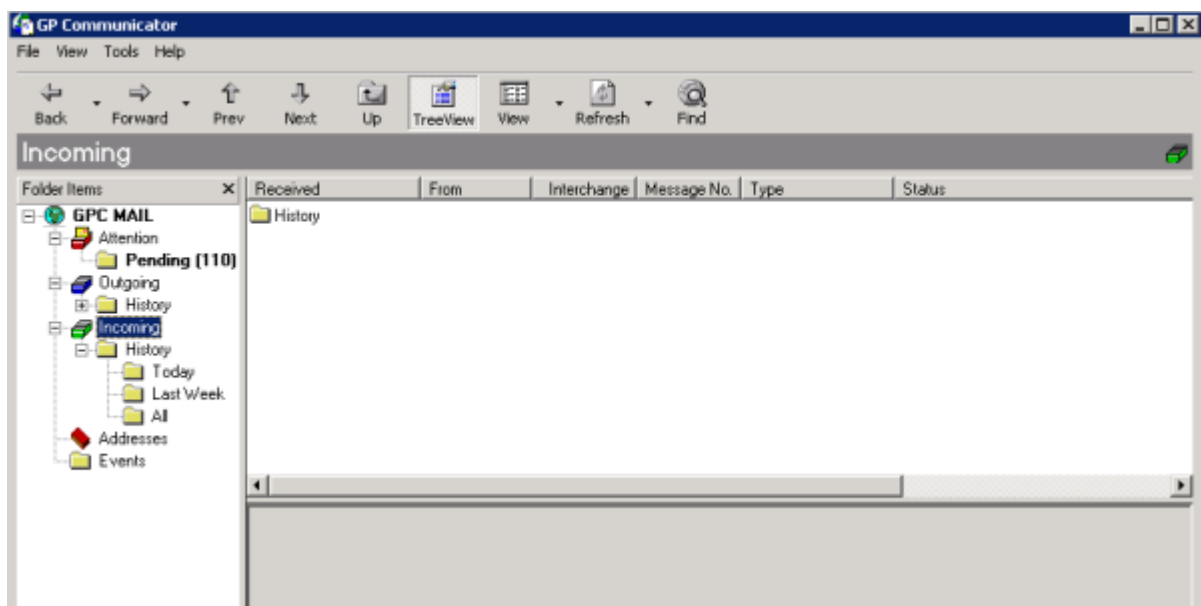 GP Communicator
File View Tools Help
Back Forward Prev Next Up TreeView View Refresh Find
Incoming
Folder Items Received From Interchange Message No. Type Status
GPC MAIL
History
Attention
Pending (110)
Outgoing
History
Incoming
History
Today
Last Week
All
Addresses
Events